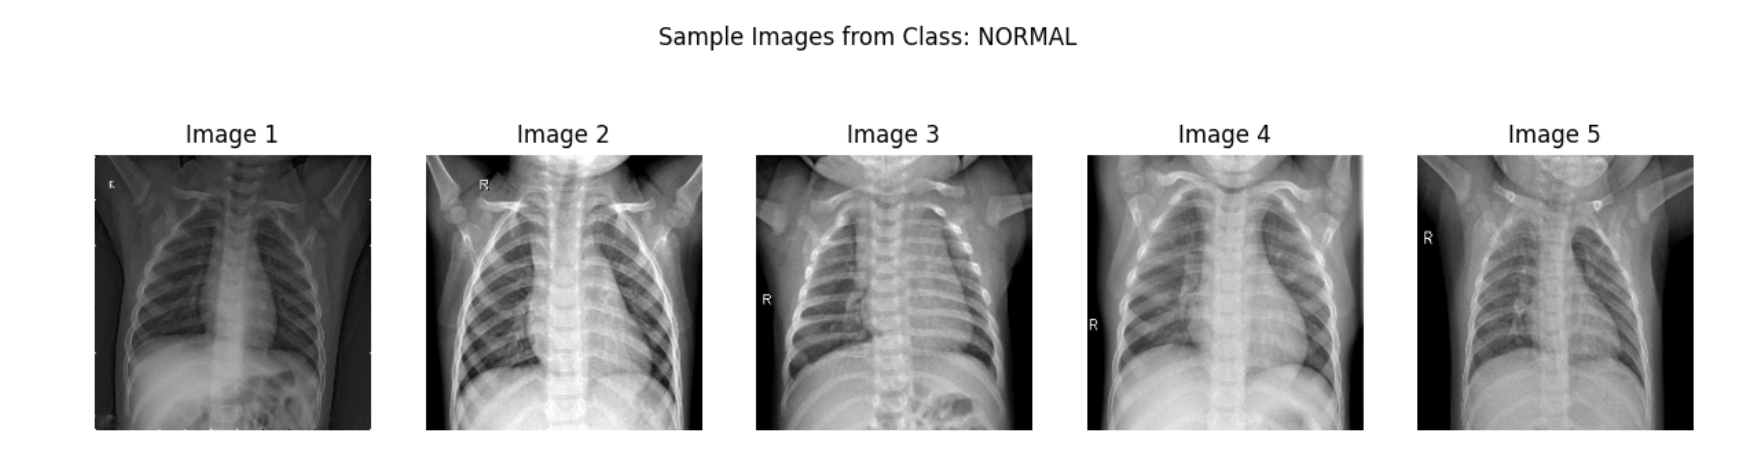 Sample Images from Class: NORMAL
Image 1
Image 2
Image 3
Image 4
Image 5
R
R
R
R